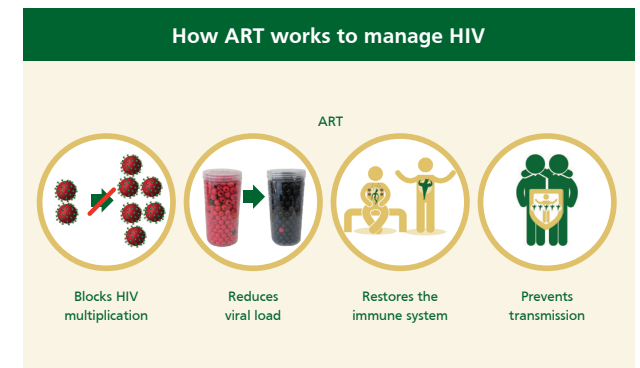 How ART works to manage HIV
ART
Blocks HIV
multiplication
Reduces
viral load
Restores the
immune system
Prevents
transmission